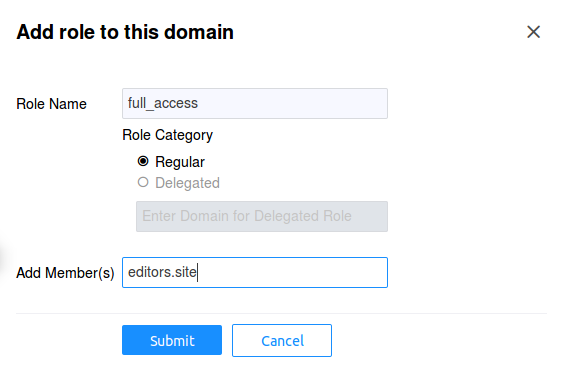 Add role to this domain
Role Name
full_access
Role Category
Regular
Delegated
Enter Domain for Delegated Role
Add Member(s)
editors.site
Submit
Cancel